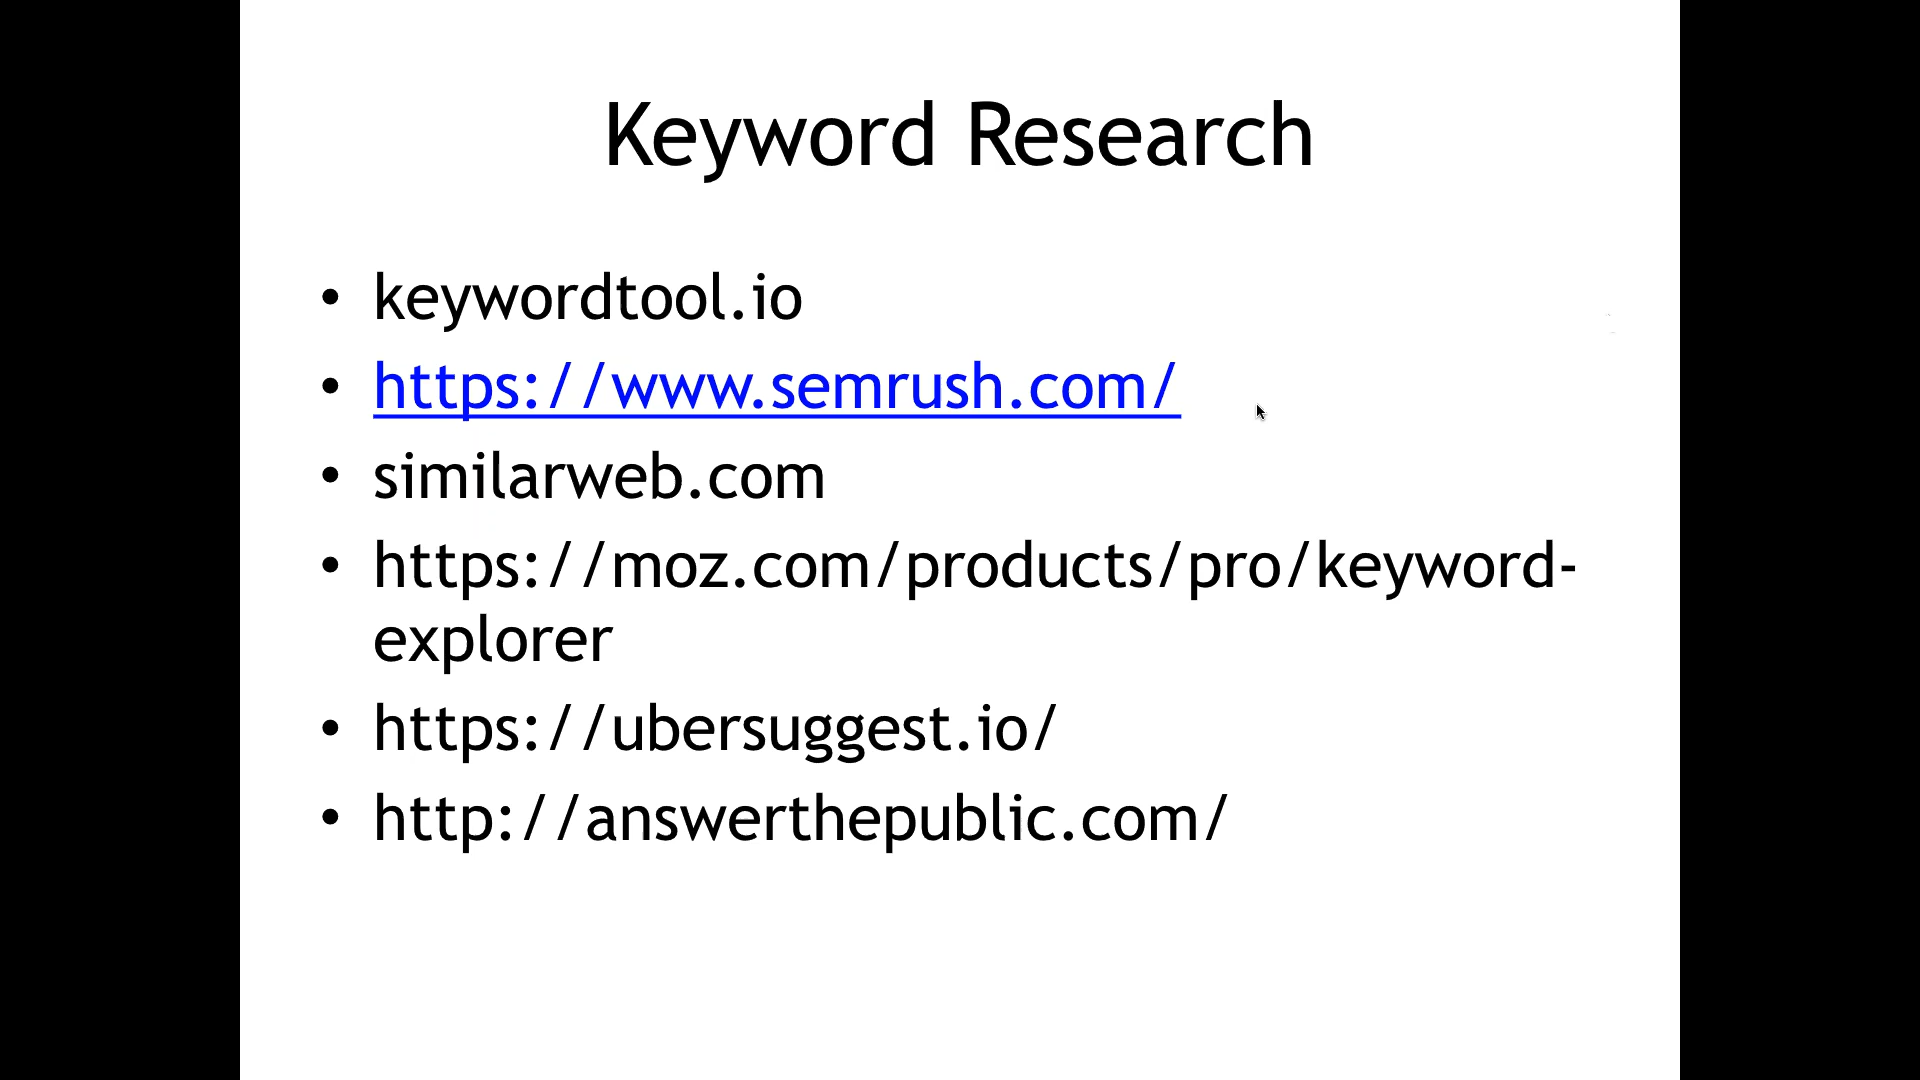 Keyword Research
• keywordtool.io
• https://www.semrush.com/
• similarweb.com
• https://moz.com/products/pro/keyword-
explorer
• https://ubersuggest.io/
• http://answerthepublic.com/